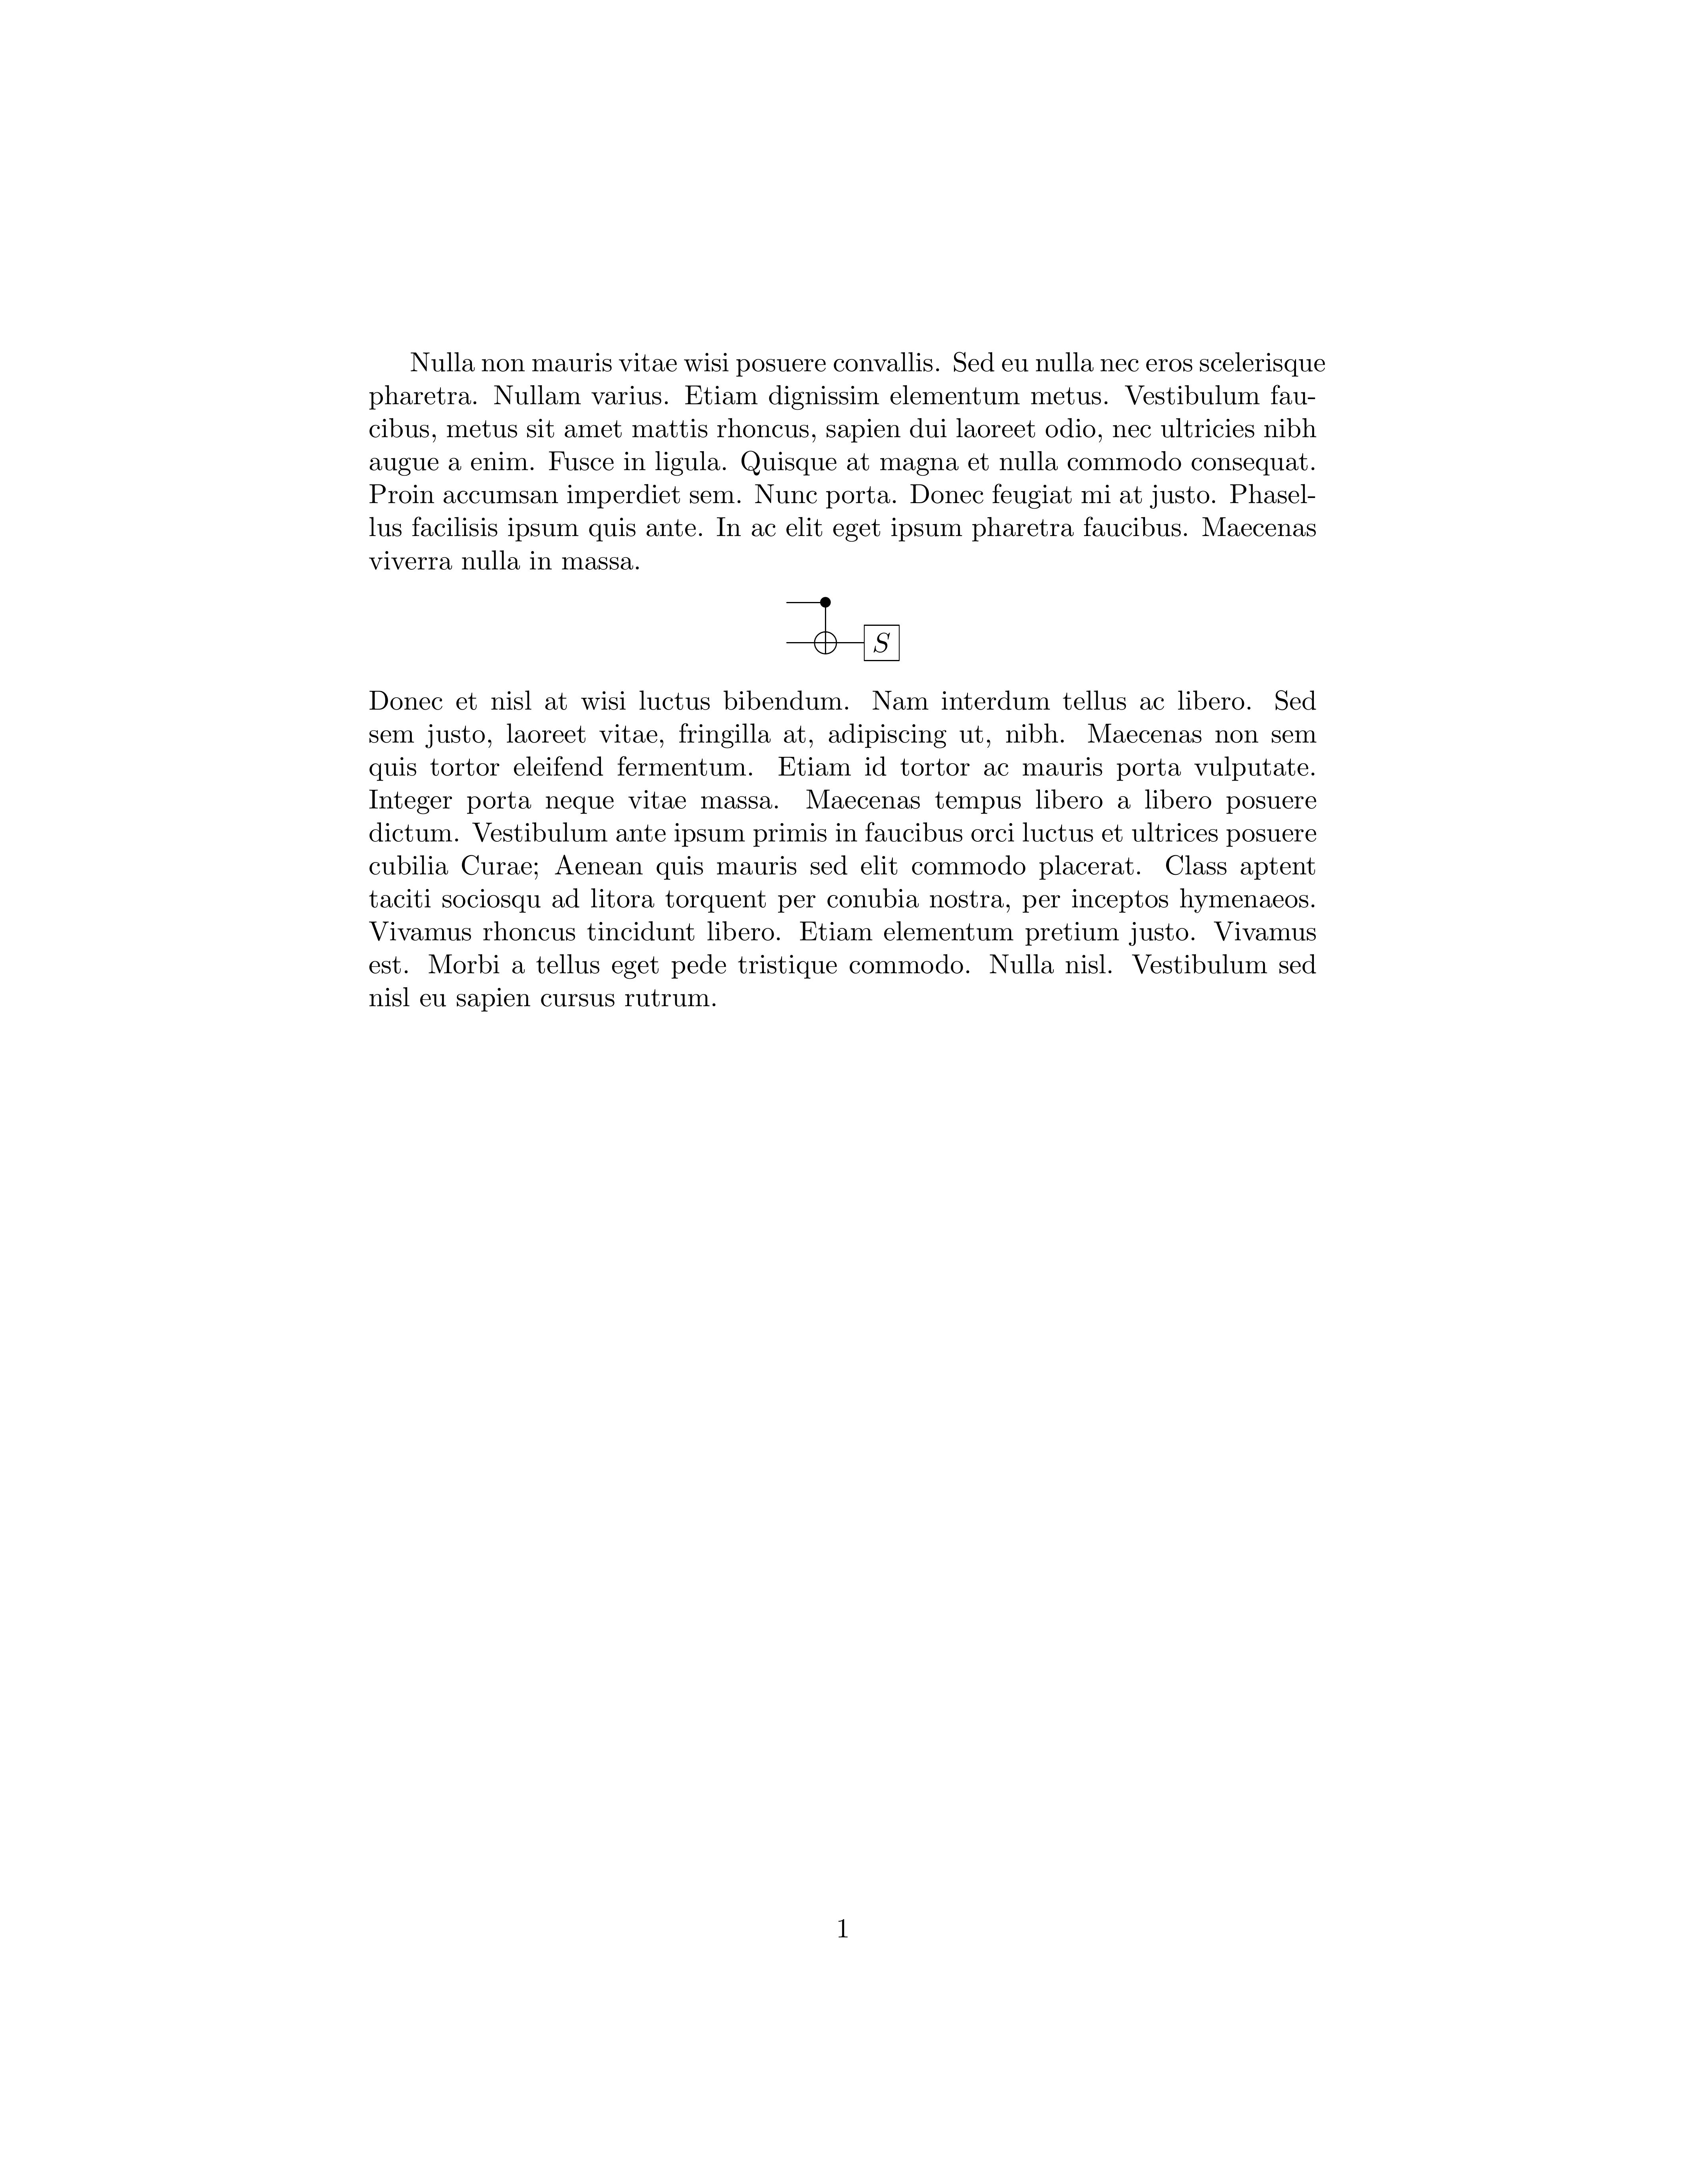 Nulla non mauris vitae wisi posuere convallis. Sed eu nulla nec eros scelerisque
pharetra. Nullam varius. Etiam dignissim elementum metus. Vestibulum fau-
cibus, metus sit amet mattis rhoncus, sapien dui laoreet odio, nec ultricies nibh
augue a enim. Fusce in ligula. Quisque at magna et nulla commodo consequat.
Proin accumsan imperdiet sem. Nunc porta. Donec feugiat mi at justo. Phasel-
lus facilisis ipsum quis ante. In ac elit eget ipsum pharetra faucibus. Maecenas
viverra nulla in massa.
S
Donec et nisl at wisi luctus bibendum. Nam interdum tellus ac libero. Sed
sem justo, laoreet vitae, fringilla at, adipiscing ut, nibh. Maecenas non sem
quis tortor eleifend fermentum. Etiam id tortor ac mauris porta vulputate.
Integer porta neque vitae massa. Maecenas tempus libero a libero posuere
dictum. Vestibulum ante ipsum primis in faucibus orci luctus et ultrices posuere
cubilia Curae; Aenean quis mauris sed elit commodo placerat. Class aptent
taciti sociosqu ad litora torquent per conubia nostra, per inceptos hymenaeos.
Vivamus rhoncus tincidunt libero. Etiam elementum pretium justo. Vivamus
est. Morbi a tellus eget pede tristique commodo. Nulla nisl. Vestibulum sed
nisl eu sapien cursus rutrum.
1